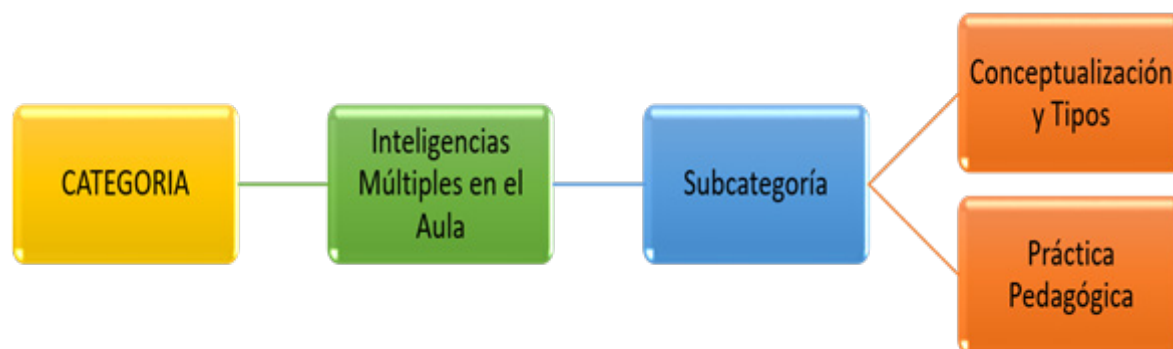 CATEGORIA
Inteligencias
Múltiples en el
Aula
Subcategoría
Conceptualización
y Tipos
Práctica
Pedagógica